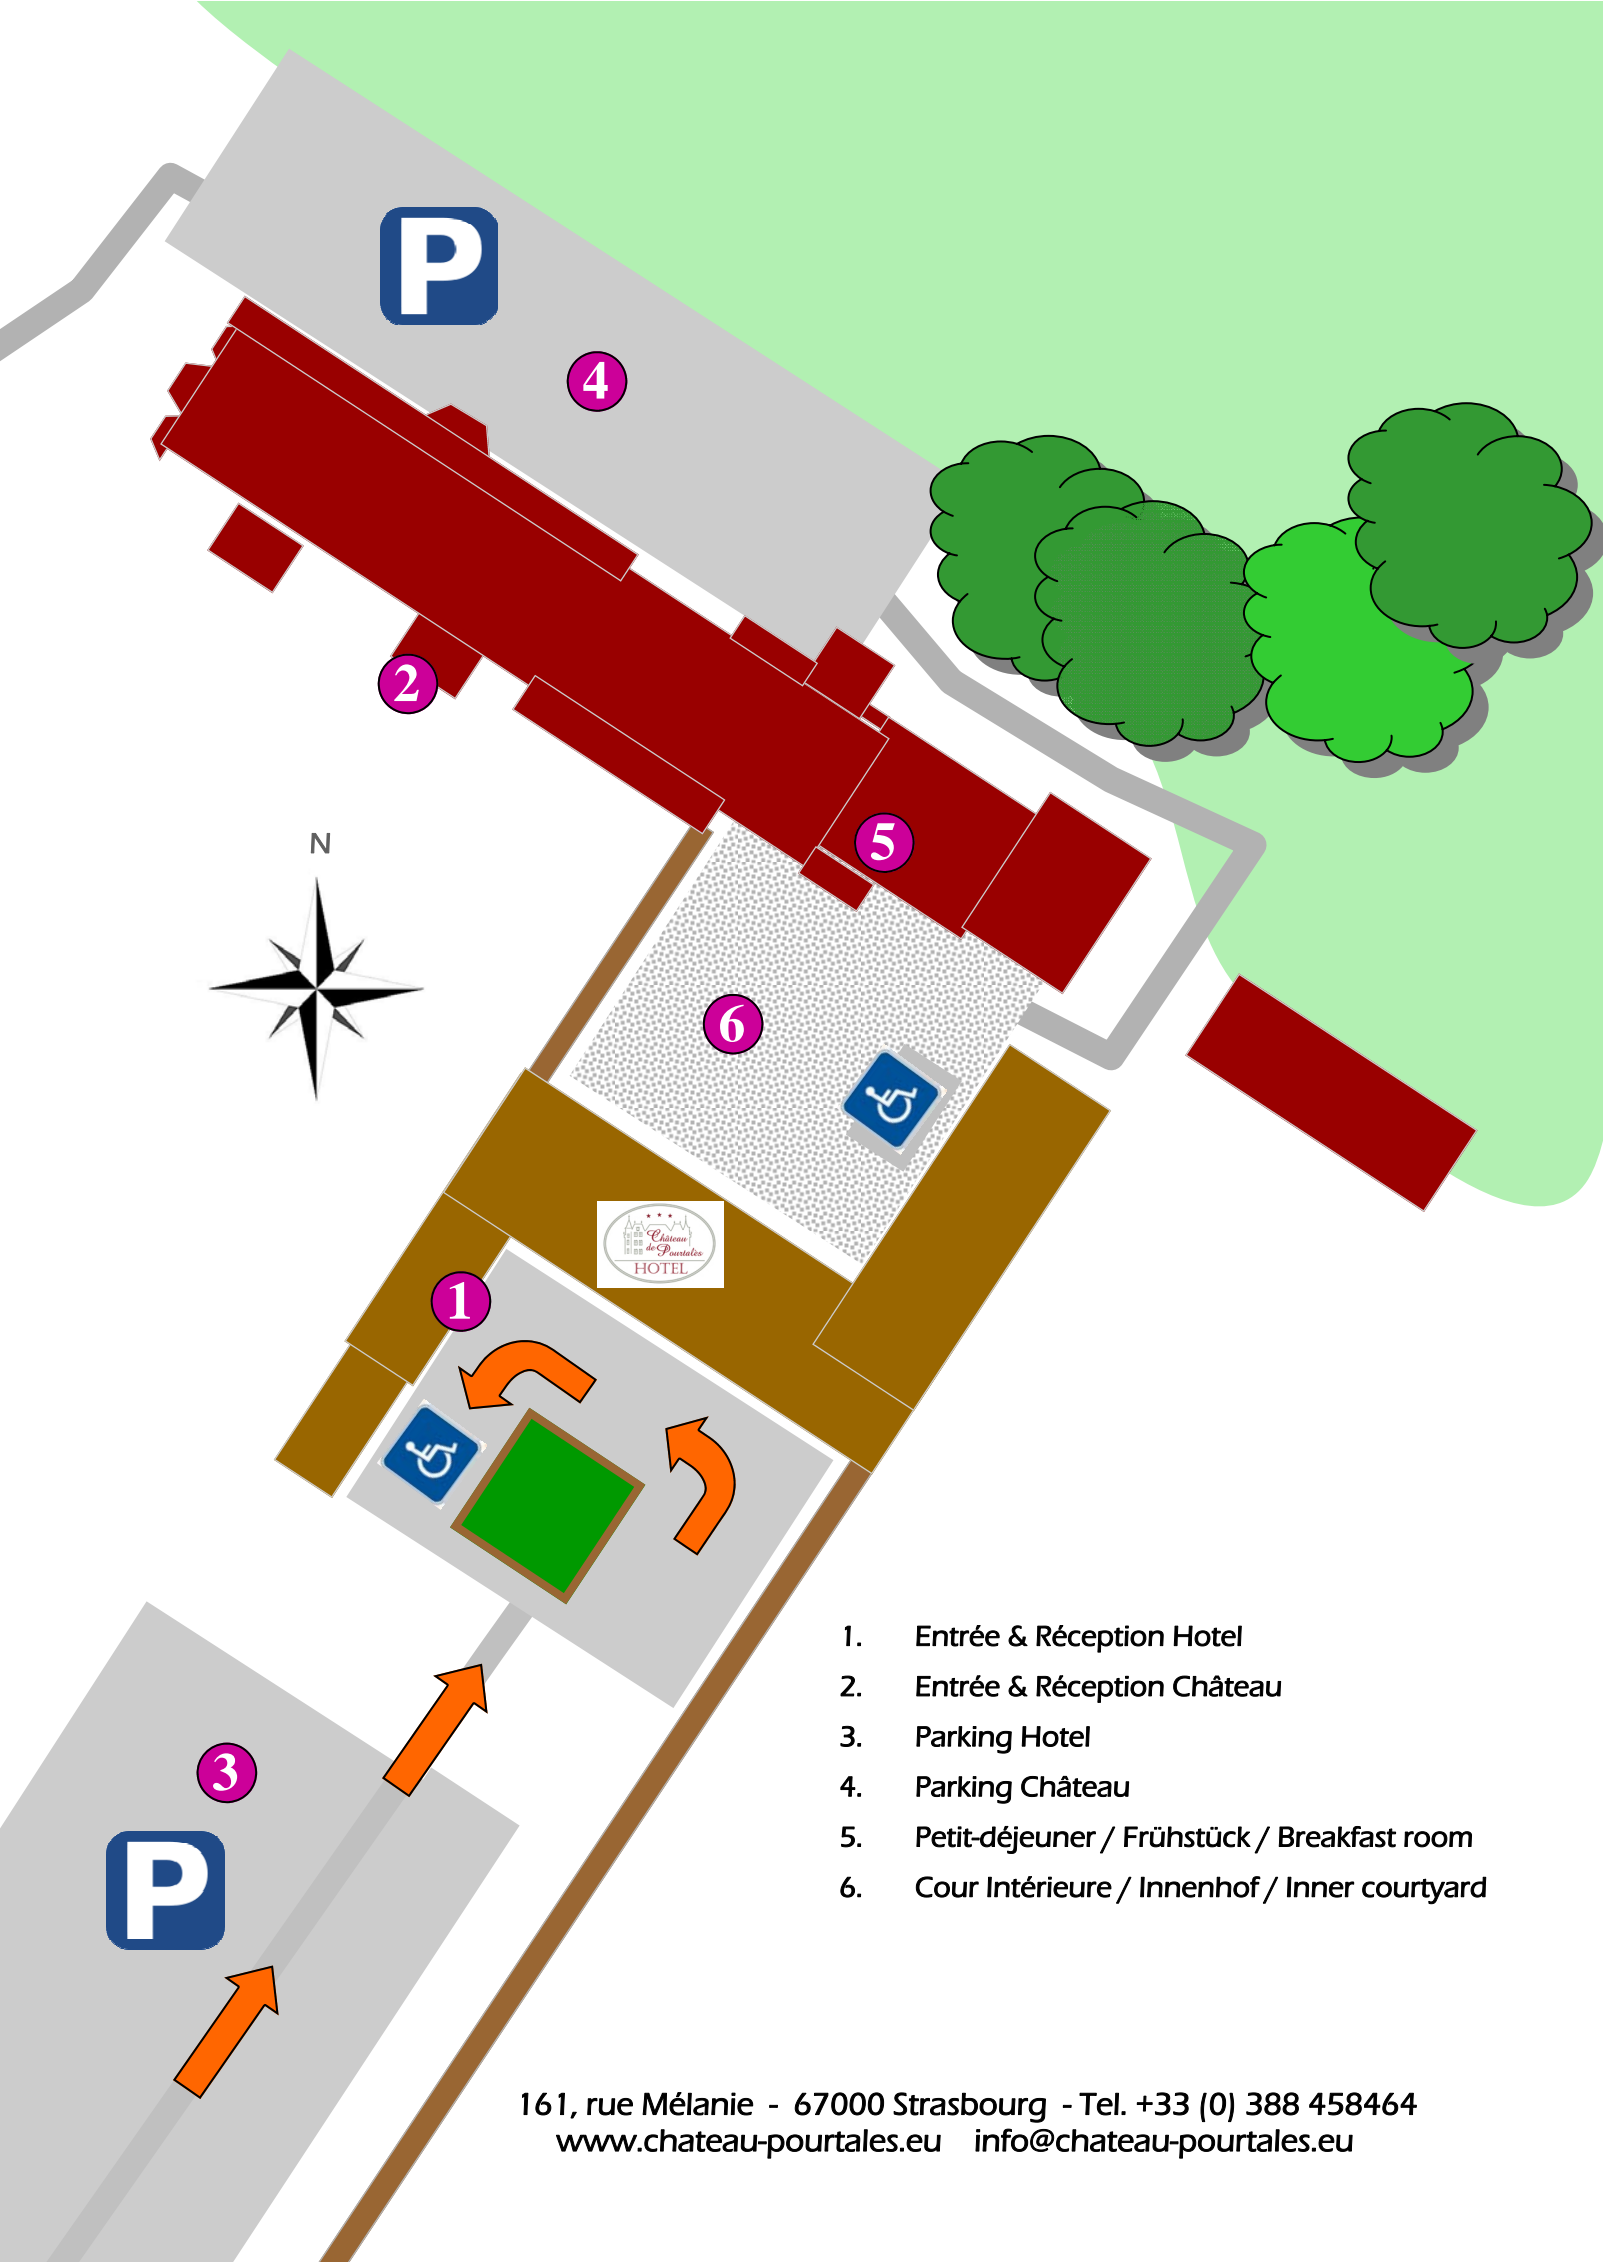 P
4
2
5
N
6
★ ★ ★
Château
de Pourtalès
HOTEL
1
3
P
1. Entrée & Réception Hotel
2. Entrée & Réception Château
3. Parking Hotel
4. Parking Château
5. Petit-déjeuner / Frühstück / Breakfast room
6. Cour Intérieure / Innenhof / Inner courtyard
161, rue Mélanie - 67000 Strasbourg - Tel. +33 (0) 388 458464
www.chateau-pourtales.eu info@chateau-pourtales.eu